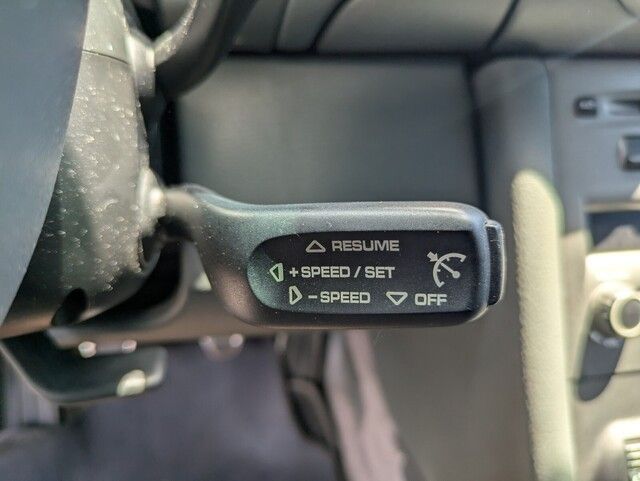 RESUME
+SPEED / SET
-SPEED OFF